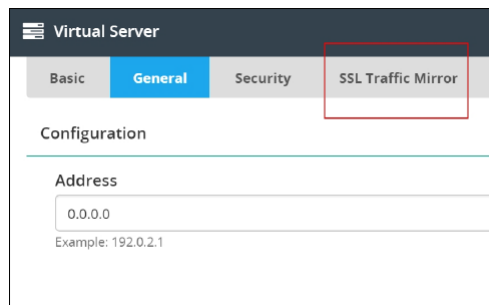 Virtual Server
Basic General Security SSL Traffic Mirror
Configuration
Address
0.0.0.0
Example: 192.0.2.1